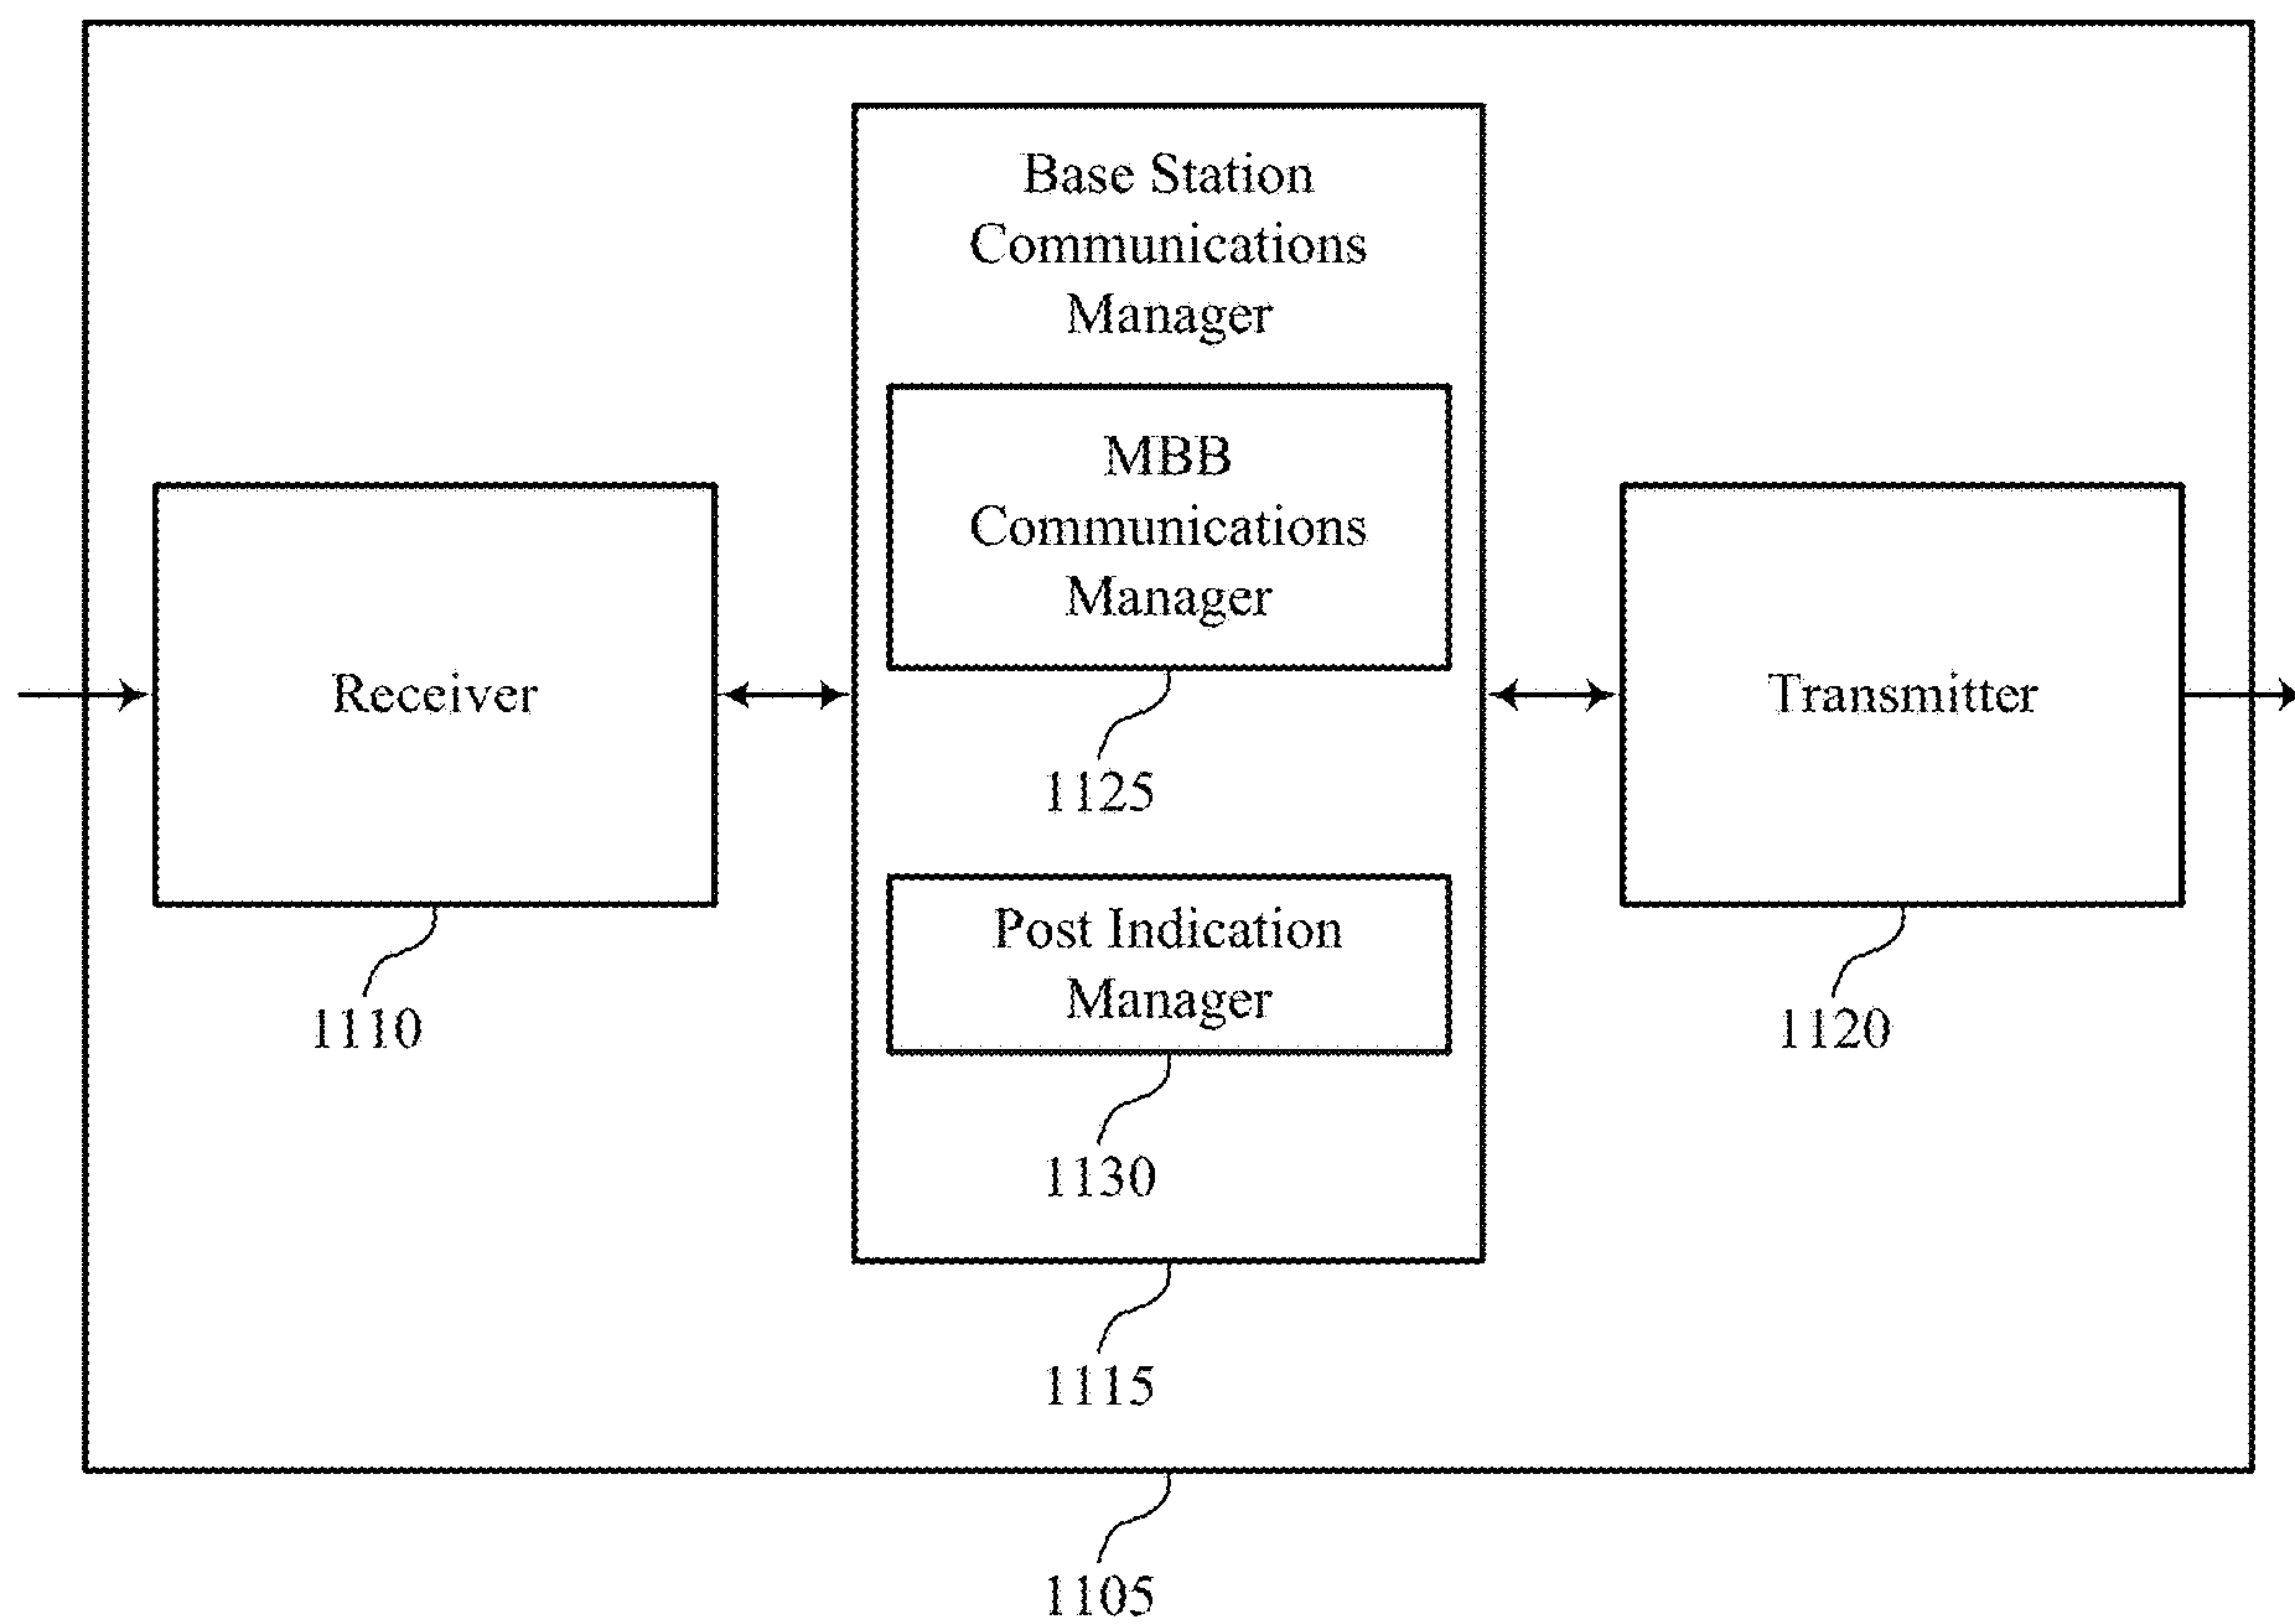 Base Station
Communications
Manager
MBB
Communications
Manager
Receiver
Transmitter
1125
Post Indication
Manager
1110
1120
1130
1115
1105